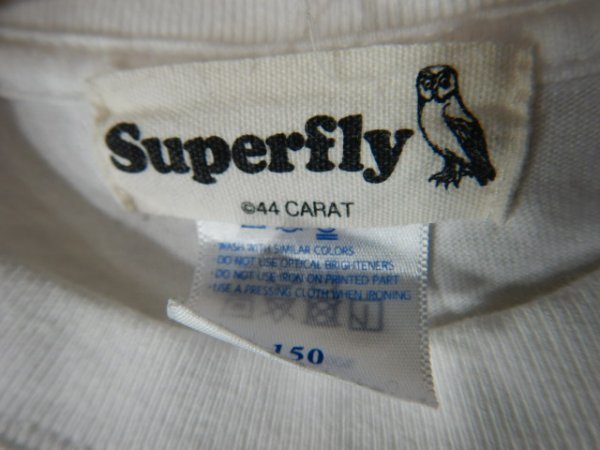 Superfly
©44 CARAT
WASH WITH SIMILAR COLORS
· DO NOT USE OPTICAL BRIGHTENERS
· DO NOT USE IRON ON PRINTED PART
· USE A PRESSING CLOTH WHEN IRONING
150